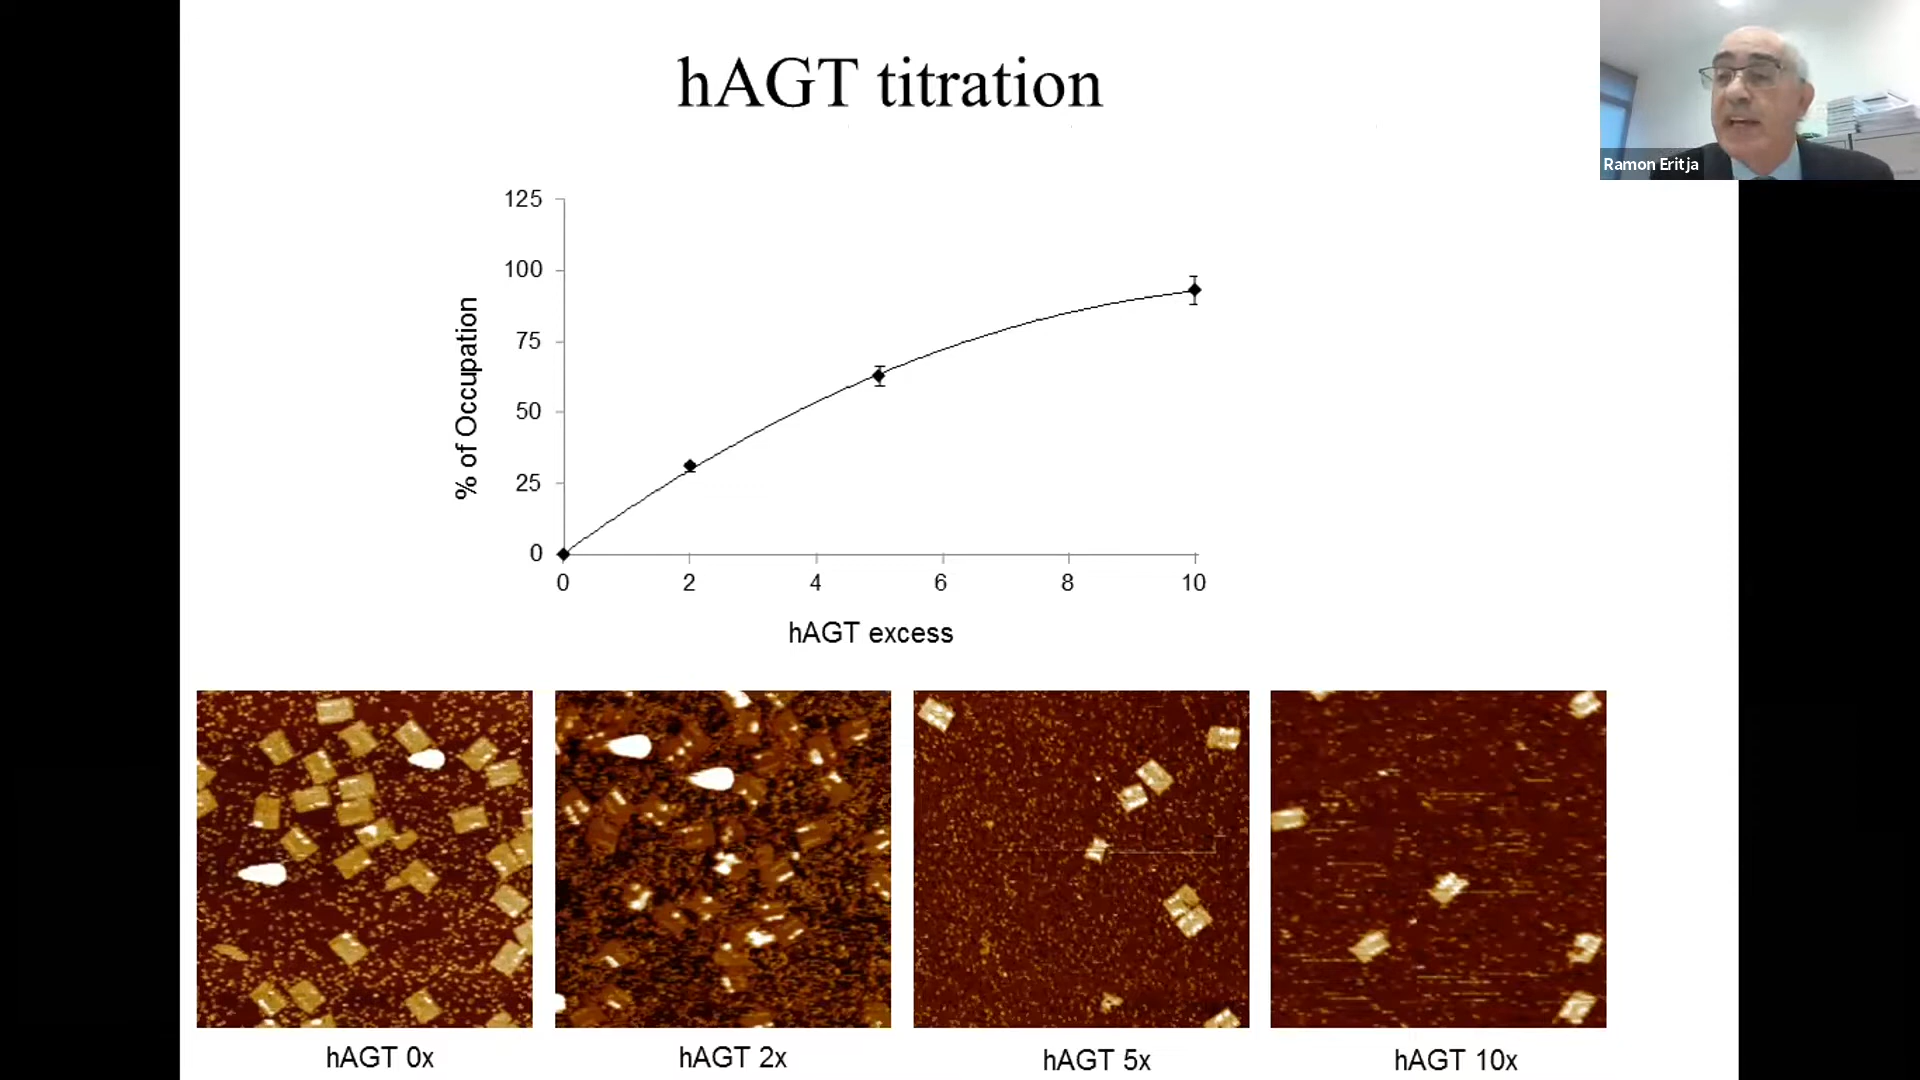 hAGT titration
Ramon Eritja
125
100
75
50
25
0
% of Occupation
0 2 4 6 8 10
hAGT excess
hAGT 0x
hAGT 2x
hAGT 5x
hAGT 10x